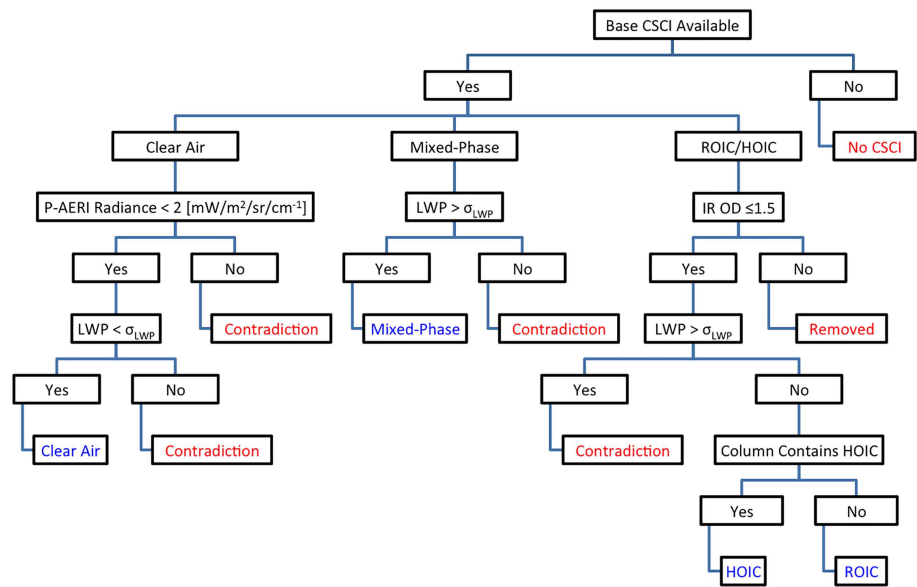 Base CSCI Available
Yes
No
Clear Air
Mixed-Phase
ROIC/HOIC
No CSCI
P-AERI Radiance < 2 [mW/m²/sr/cm⁻¹]
LWP > σLWP
IR OD ≤1.5
Yes
No
Yes
No
Yes
No
LWP < σLWP
Contradiction
Mixed-Phase
Contradiction
LWP > σLWP
Removed
Yes
No
Yes
No
Clear Air
Contradiction
Contradiction
Column Contains HOIC
Yes
No
HOIC
ROIC